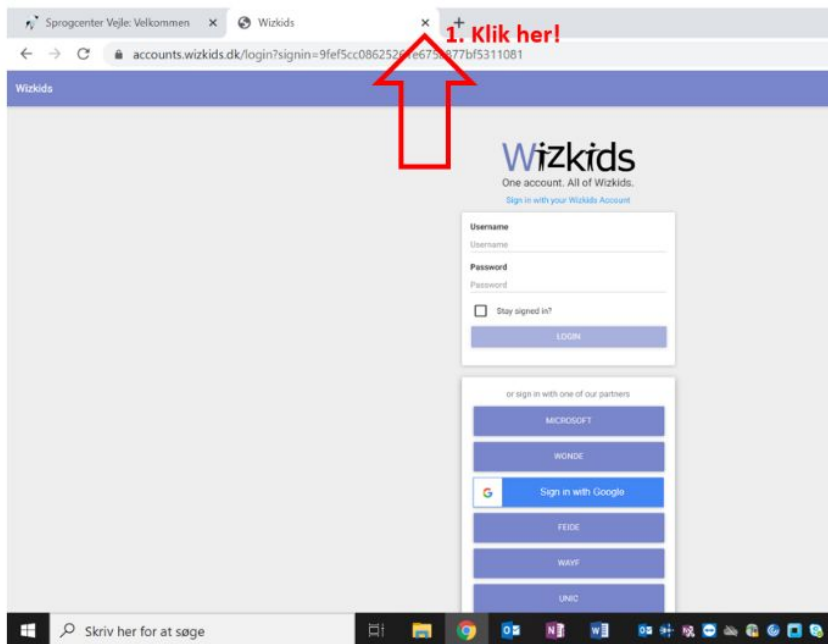 Sprogcenter Vejle: Velkommen
Wizkids
1. Klik her!
accounts.wizkids.dk/login?signin=9fef5cc0862526 e675 877bf5311081
Wizkids
Wizkids
One account. All of Wizkids.
Sign in with your Wizkids Account
Username
Username
Password
Password
Stay signed in?
LOGIN
or sign in with one of our partners
MICROSOFT
WONDE
G Sign in with Google
FEIDE
WAYF
UNIC
Skriv her for at søge